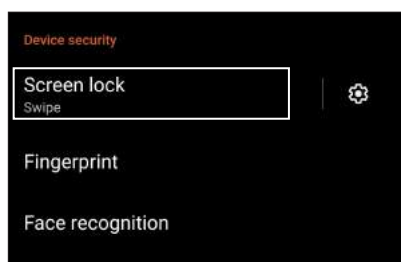 Device security
Screen lock
Swipe
Fingerprint
Face recognition